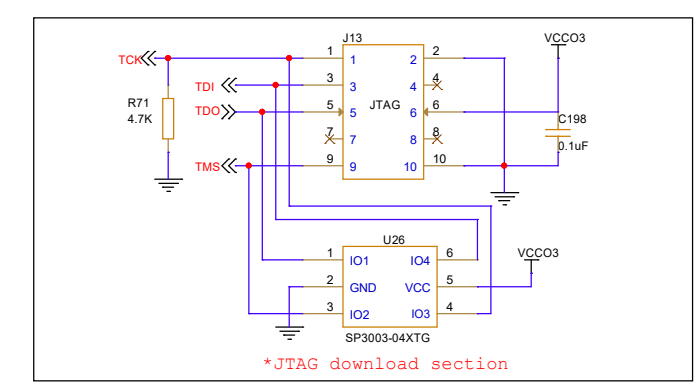 J13
VCCO3
TCK
1 1 2 2
TDI 3 3 4 4
R71
4.7K
TDO 5 5 JTAG 6 6
C198
0.1uF
7 7 8 8
TMS 9 9 10 10
U26
VCCO3
1 IO1 IO4 6
2 GND VCC 5
3 IO2 IO3 4
SP3003-04XTG
*JTAG download section